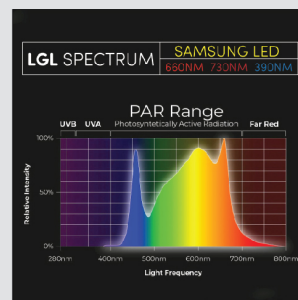 LGL SPECTRUM
SAMSUNG LED
660NM 730NM 390NM
PAR Range
UVB UVA Photosyntetically Active Radiation Far Red
100%
50%
0%
Relative Intensity
280nm 400nm 500nm 600nm 700nm 800nm
Light Frequency